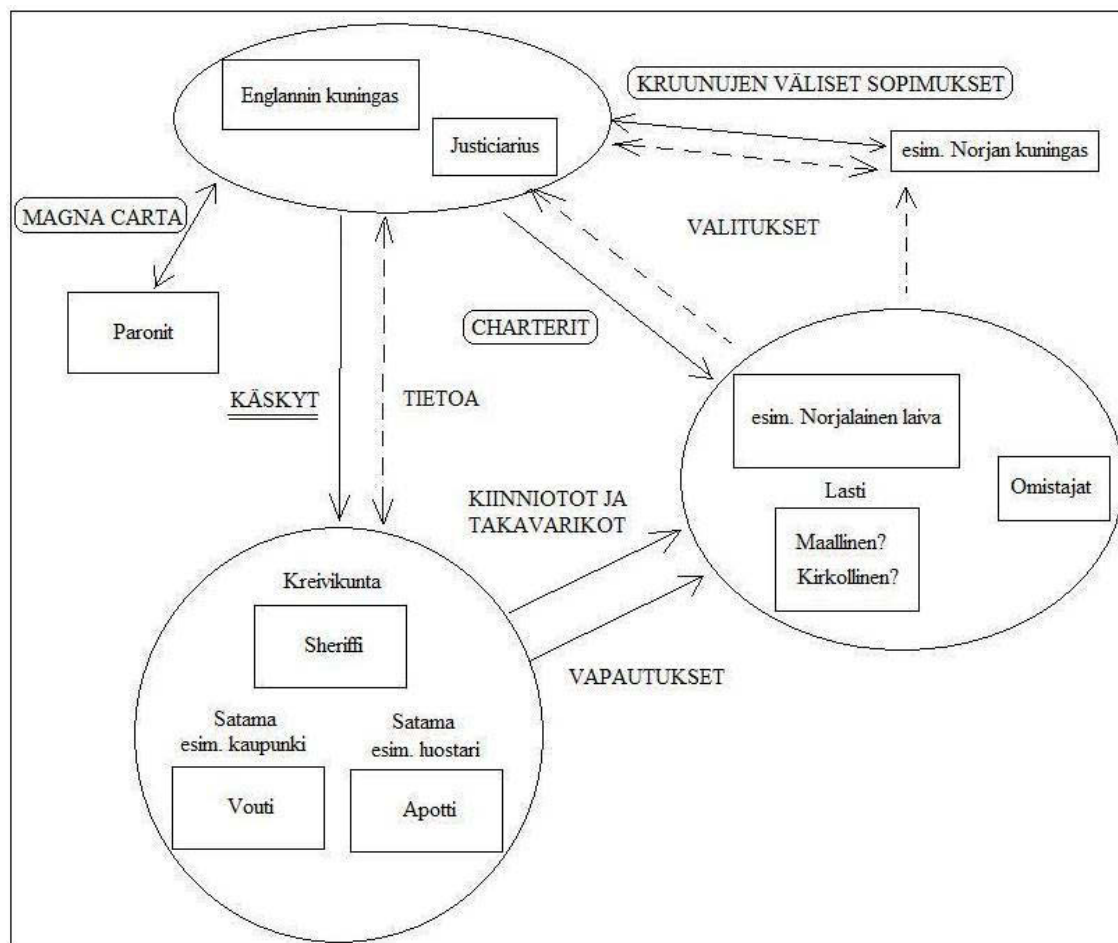 Englannin kuningas
Justiciarius
KRUUNUJEN VÄLISET SOPIMUKSET
esim. Norjan kuningas
MAGNA CARTA
Paronit
VALITUKSET
CHARTERIT
KÄSKYT
TIETOA
esim. Norjalainen laiva
Lasti
Omistajat
Maallinen?
Kirkollinen?
KIINNIOTOT JA
TAKAVARIKOT
VAPAUTUKSET
Kreivikunta
Sheriffi
Satama
esim. kaupunki
Vouti
Satama
esim. luostari
Apotti